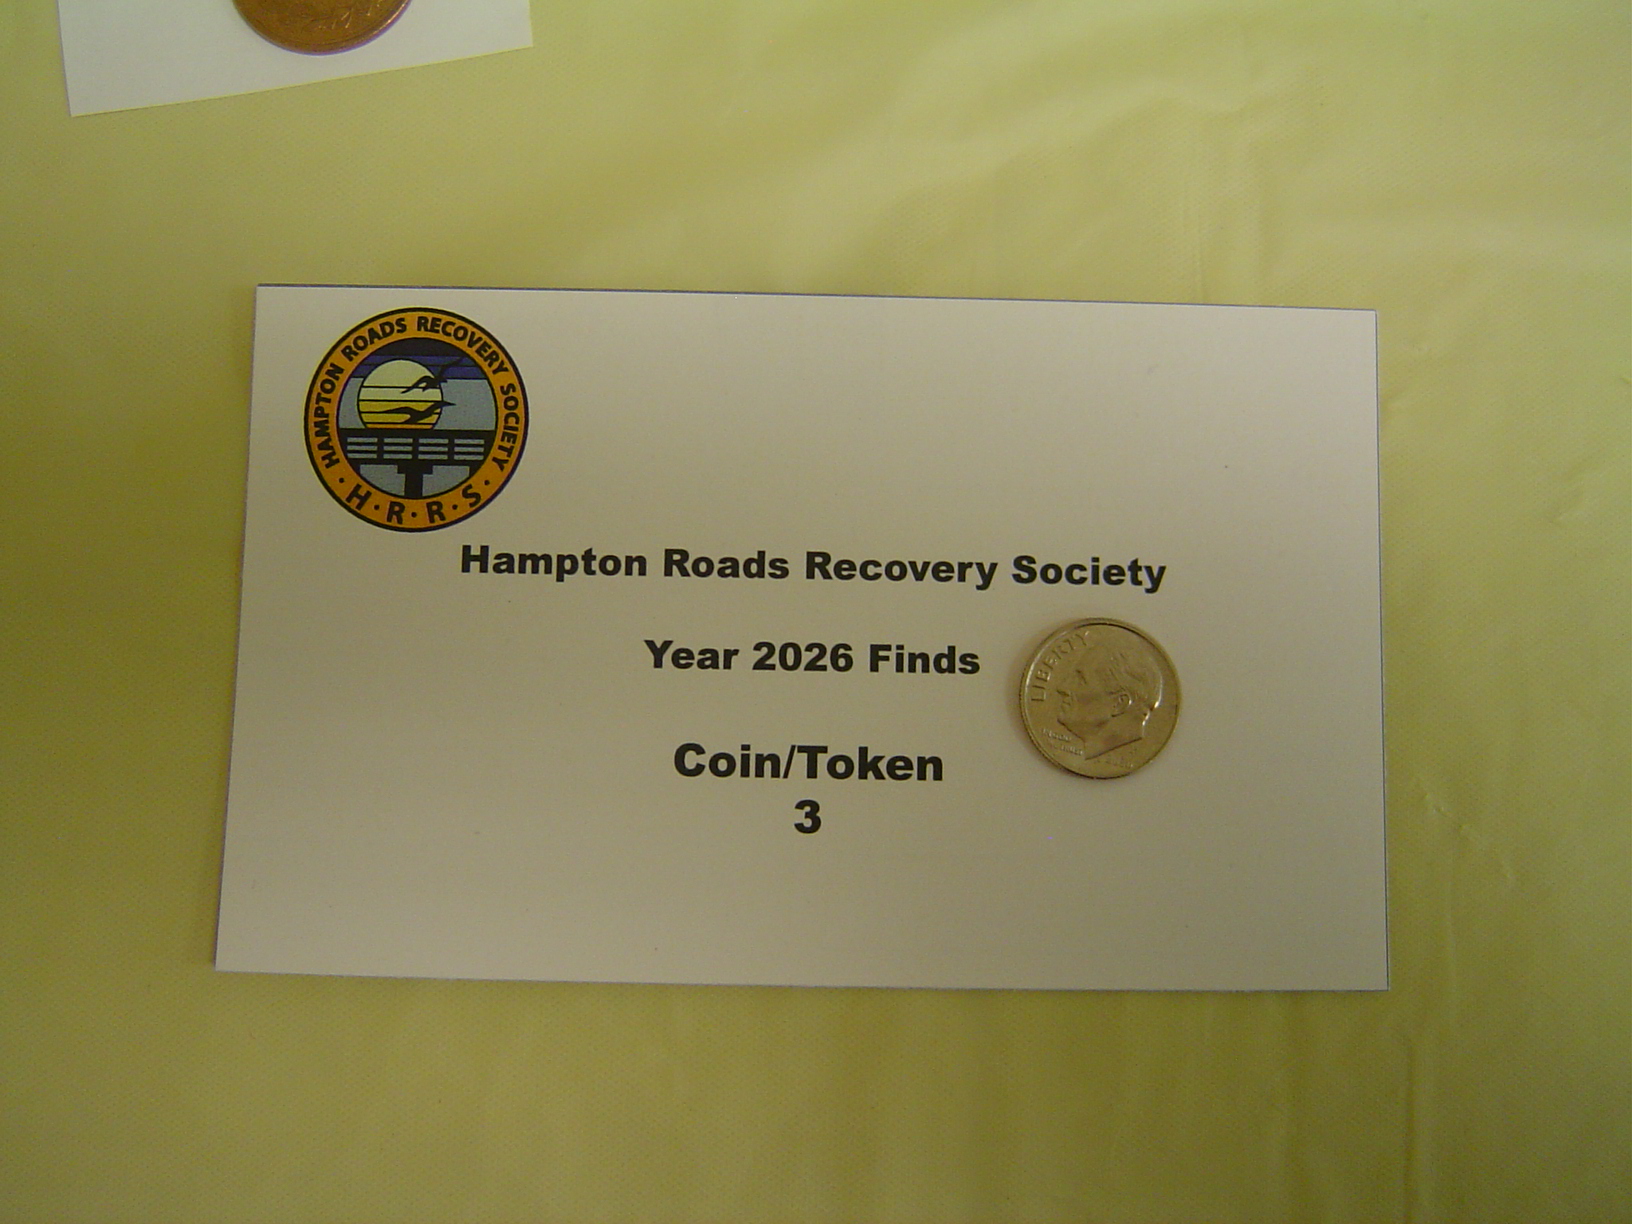 HAMPTON ROADS RECOVERY SOCIETY
· H · R · R · S ·
Hampton Roads Recovery Society
Year 2026 Finds
LIBERTY
Coin/Token
3